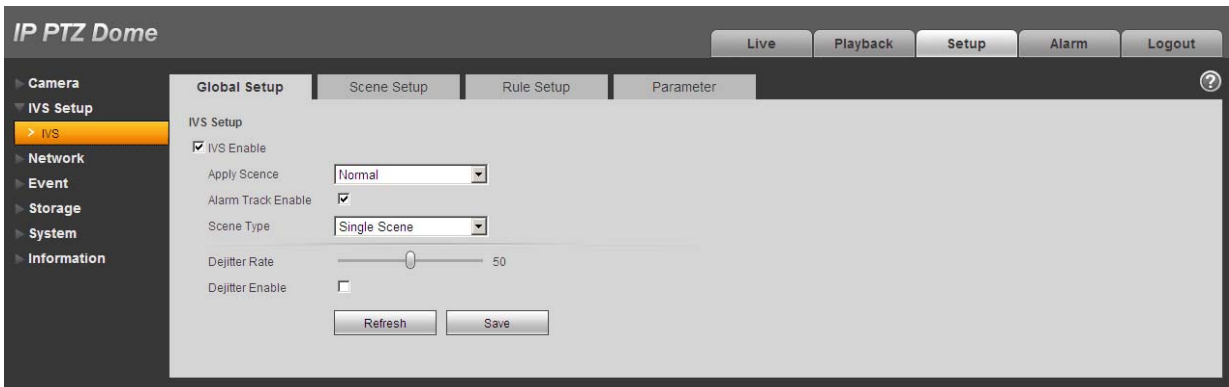 IP PTZ Dome
Live Playback Setup Alarm Logout
Camera
IVS Setup
> IVS
Network
Event
Storage
System
Information
Global Setup Scene Setup Rule Setup Parameter
?
IVS Setup
IVS Enable
Apply Scence Normal
Alarm Track Enable
Scene Type Single Scene
Dejitter Rate 50
Dejitter Enable
Refresh Save